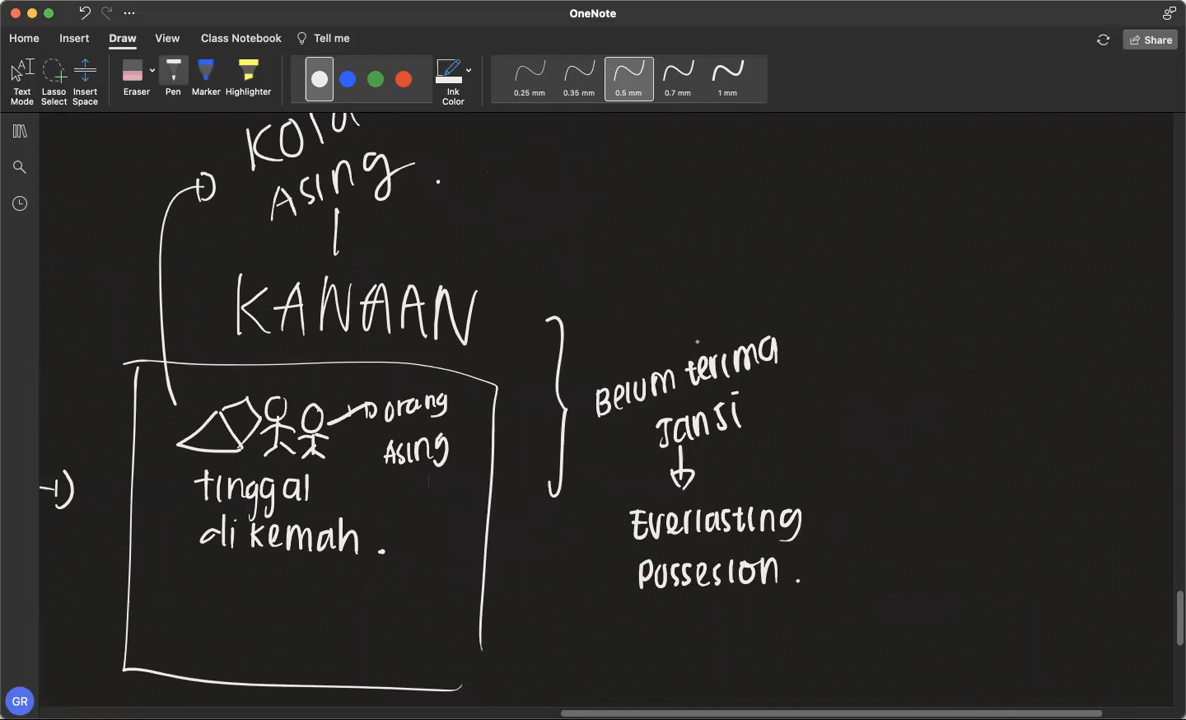 OneNote
Home Insert Draw View Class Notebook Tell me
Share
Text Mode
Lasso Select
Insert Space
Eraser
Pen
Marker
Highlighter
Ink Color
0.25 mm
0.35 mm
0.5 mm
0.7 mm
1 mm
Asing.
KANAAN
orang
Asing
tinggal
di kemah.
Belum terima
Janji
Everlasting
Possesion.
GR